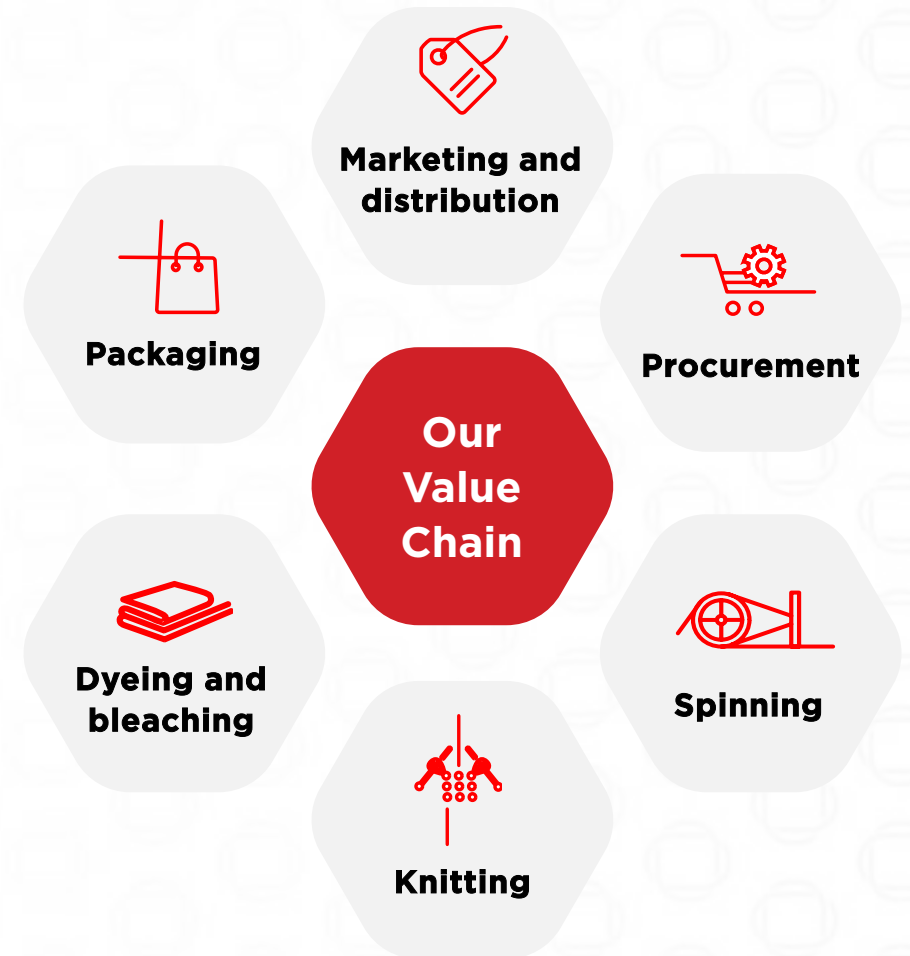 Marketing and
distribution
Packaging
Procurement
Our
Value
Chain
Dyeing and
bleaching
Spinning
Knitting